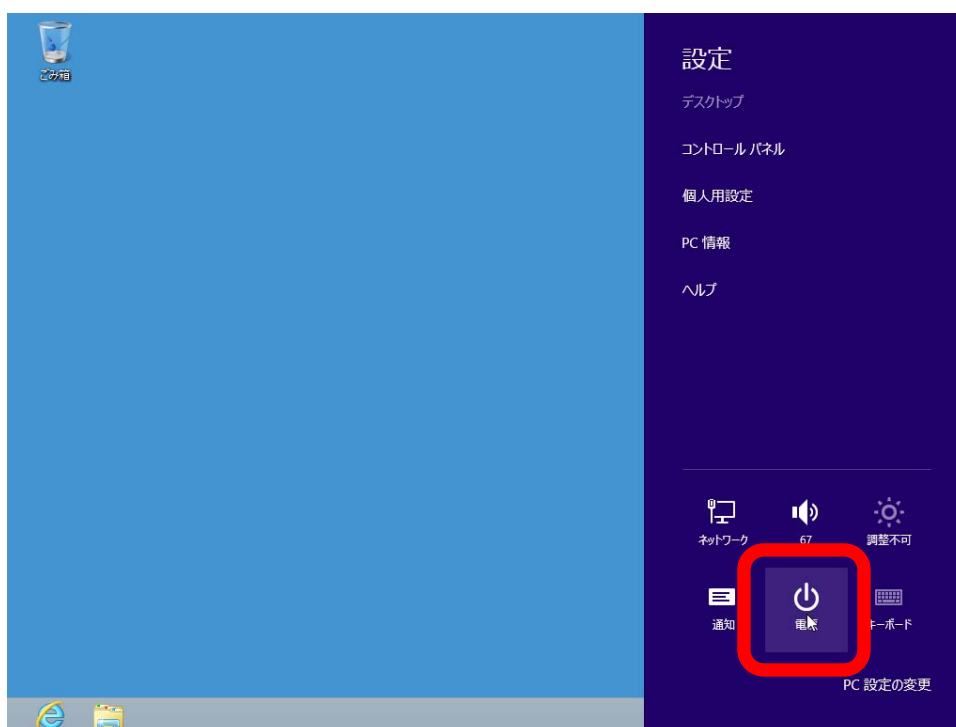 ごみ箱
設定
デスクトップ
コントロール パネル
個人用設定
PC 情報
ヘルプ
ネットワーク
67
調整不可
通知
電源
キーボード
PC 設定の変更